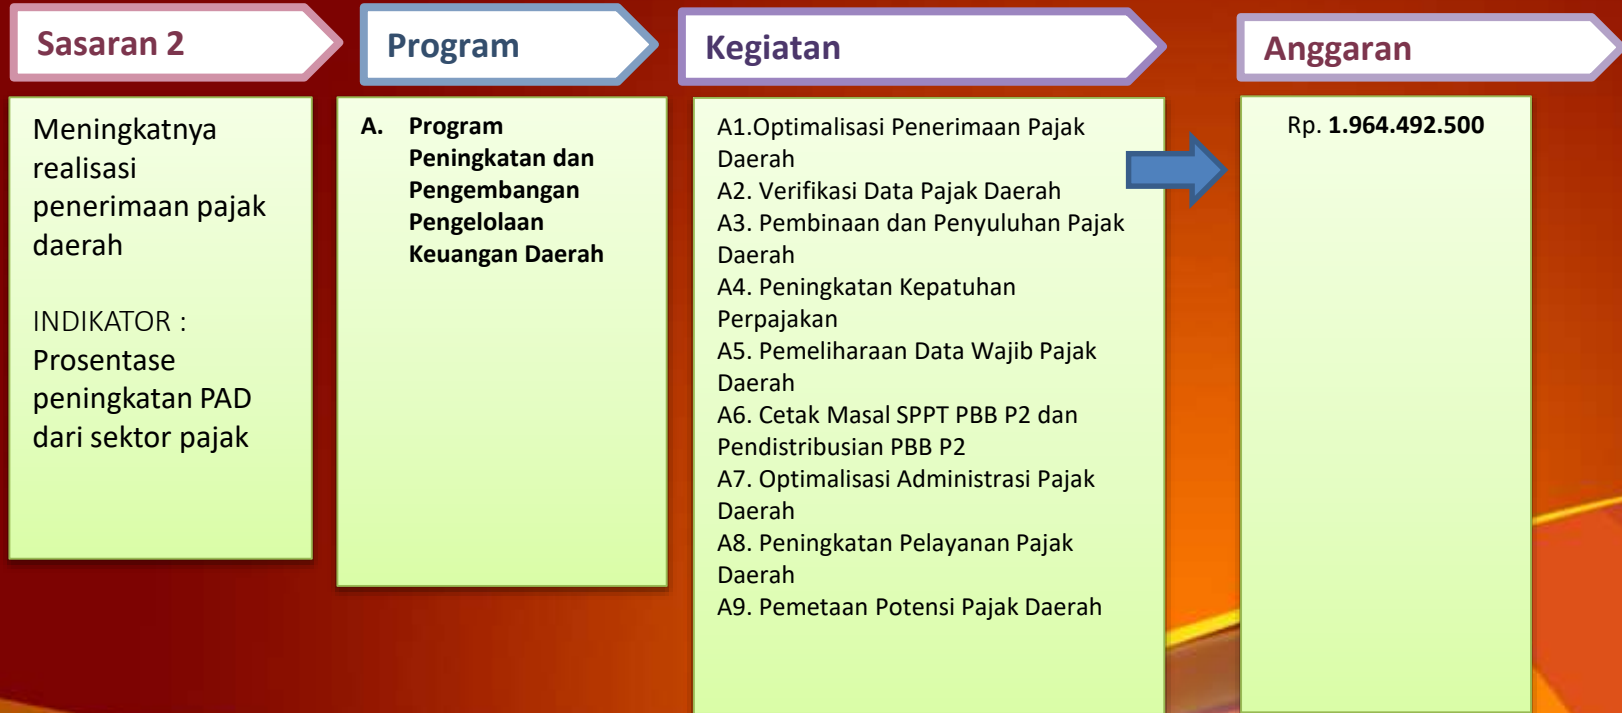 Sasaran 2
Program
Kegiatan
Anggaran
Meningkatnya
realisasi
penerimaan pajak
daerah
INDIKATOR :
Prosentase
peningkatan PAD
dari sektor pajak
A. Program
Peningkatan dan
Pengembangan
Pengelolaan
Keuangan Daerah
A1.Optimalisasi Penerimaan Pajak
Daerah
A2. Verifikasi Data Pajak Daerah
A3. Pembinaan dan Penyuluhan Pajak
Daerah
A4. Peningkatan Kepatuhan
Perpajakan
A5. Pemeliharaan Data Wajib Pajak
Daerah
A6. Cetak Masal SPPT PBB P2 dan
Pendistribusian PBB P2
A7. Optimalisasi Administrasi Pajak
Daerah
A8. Peningkatan Pelayanan Pajak
Daerah
A9. Pemetaan Potensi Pajak Daerah
Rp. 1.964.492.500